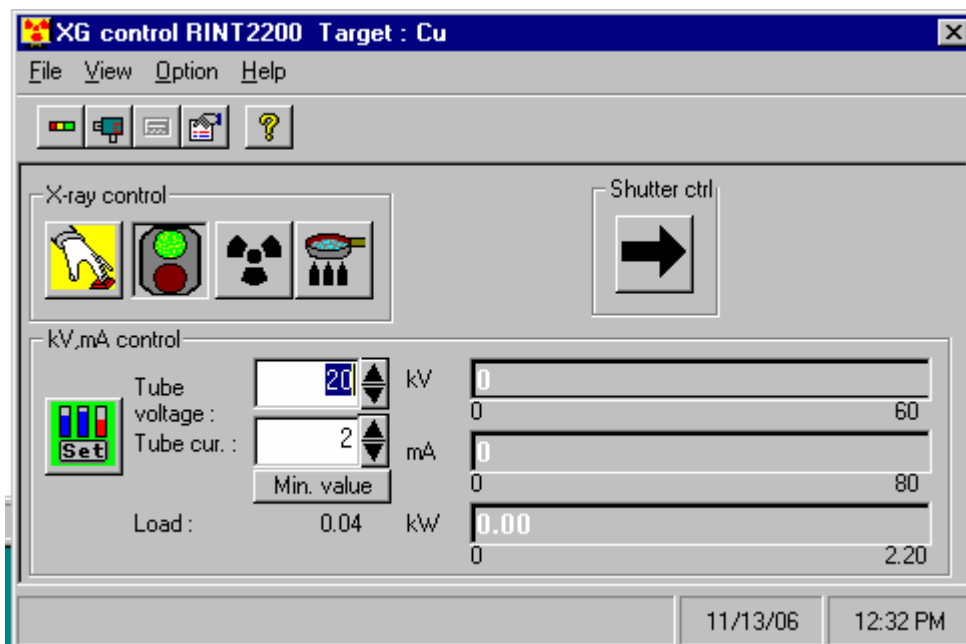 XG control RINT2200 Target : Cu
File View Option Help
X-ray control
Shutter ctrl
kV,mA control
Set
Tube voltage :
20
kV
0
0 60
Tube cur. :
2
mA
0
0 80
Min. value
Load :
0.04
kW
0.00
0 2.20
11/13/06
12:32 PM